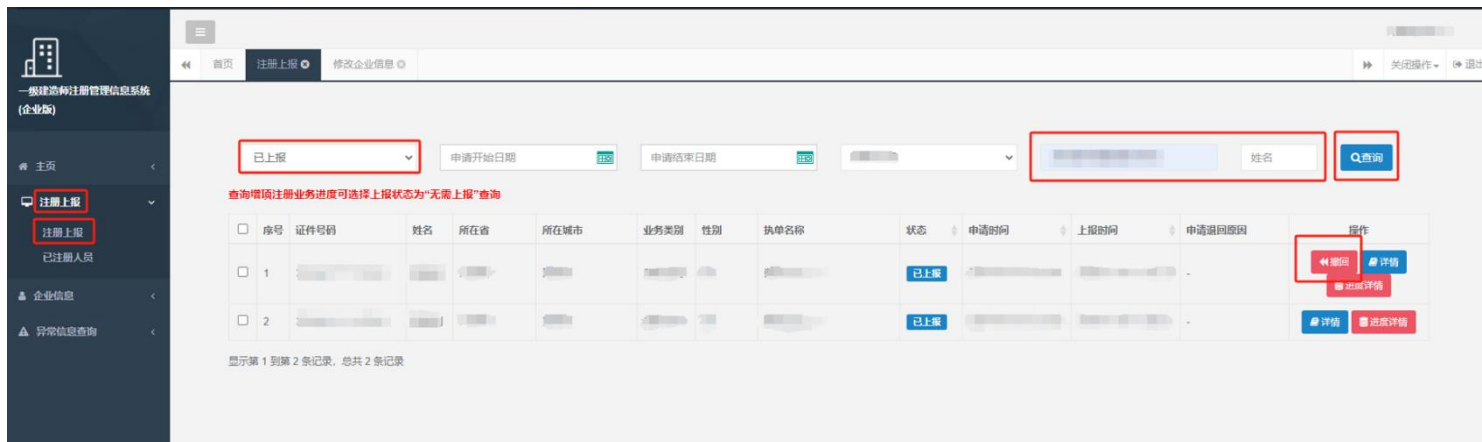 首页
注册上报
修改企业信息
关闭操作
退出
一级建造师注册管理信息系统
(企业版)
主页
注册上报
注册上报
已注册人员
企业信息
异常信息查询
已上报
申请开始日期
申请结束日期
姓名
查询
查询增项注册业务进度可选择上报状态为“无需上报”查询
序号 证件号码 姓名 所在省 所在城市 业务类别 性别 执单名称 状态 申请时间 上报时间 申请退回原因 操作
1 已上报 - 撤回 详情
进度详情
2 已上报 - 详情 进度详情
显示第 1 到第 2 条记录，总共 2 条记录